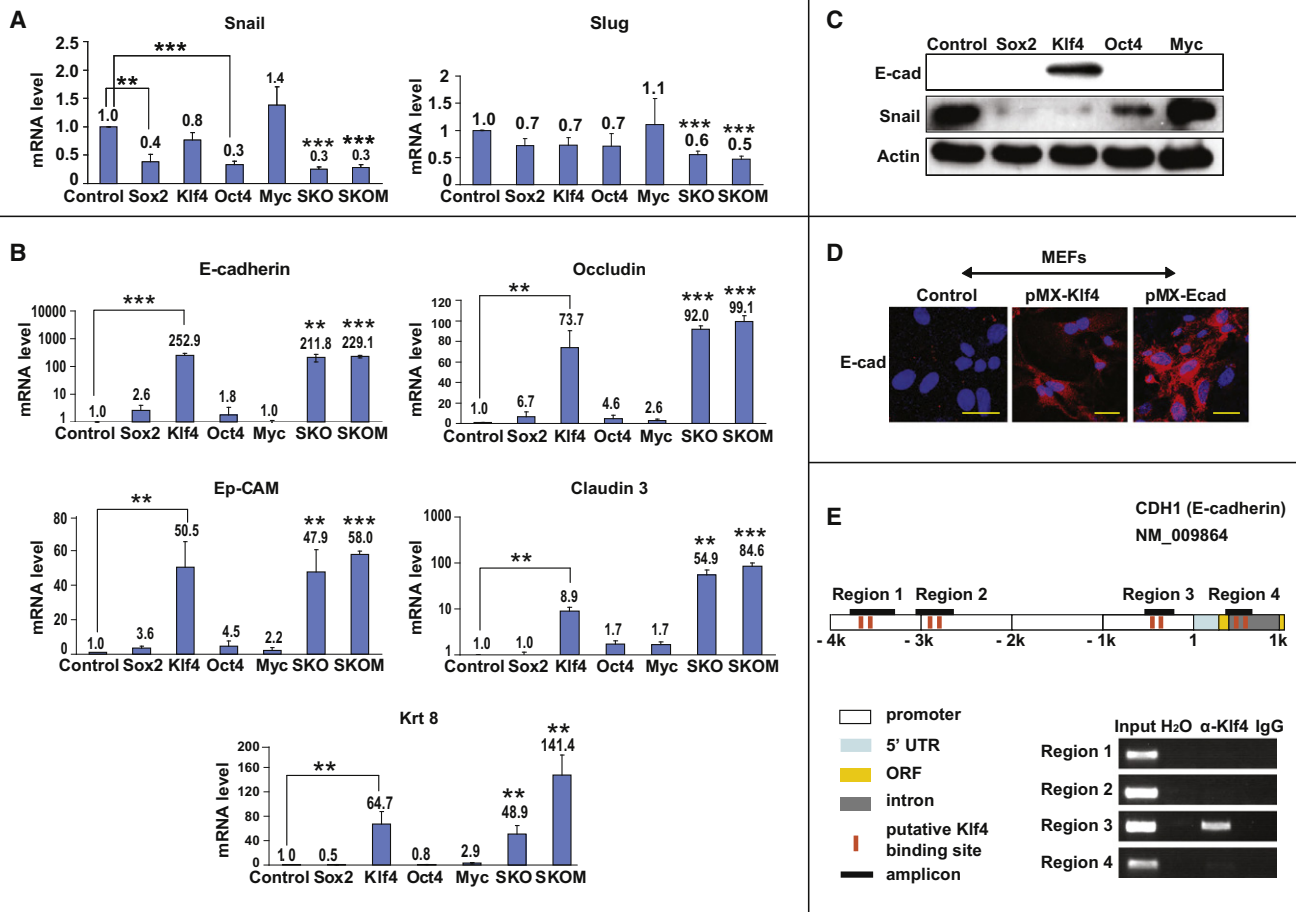 A
Snail
mRNA level
2.5
2.0
1.5
1.0
0.5
0
***
**
1.0
0.4
0.8
0.3
1.4
***
0.3
***
0.3
Control Sox2 Klf4 Oct4 Myc SKO SKOM
Slug
mRNA level
2
1.5
1
0.5
0
1.0
0.7
0.7
0.7
1.1
***
0.6
***
0.5
Control Sox2 Klf4 Oct4 Myc SKO SKOM
B
E-cadherin
mRNA level
10000
1000
100
10
1
***
1.0
2.6
252.9
1.8
1.0
**
211.8
***
229.1
Control Sox2 Klf4 Oct4 Myc SKO SKOM
Occludin
mRNA level
120
100
80
60
40
20
0
**
1.0
6.7
73.7
4.6
2.6
***
92.0
***
99.1
Control Sox2 Klf4 Oct4 Myc SKO SKOM
Ep-CAM
mRNA level
80
60
40
20
0
**
1.0
3.6
50.5
4.5
2.2
**
47.9
***
58.0
Control Sox2 Klf4 Oct4 Myc SKO SKOM
Claudin 3
mRNA level
1000
100
10
1
**
1.0
1.0
8.9
1.7
1.7
**
54.9
***
84.6
Control Sox2 Klf4 Oct4 Myc SKO SKOM
Krt 8
mRNA level
200
160
120
80
40
0
**
1 0
0.5
64.7
0.8
2.9
**
48.9
**
141.4
Control Sox2 Klf4 Oct4 Myc SKO SKOM
C
Control Sox2 Klf4 Oct4 Myc
E-cad
Snail
Actin
D
MEFs
Control pMX-Klf4 pMX-Ecad
E-cad
E
CDH1 (E-cadherin)
NM_009864
Region 1 Region 2 Region 3 Region 4
-4k -3k -2k -1k 1 1k
promoter
5' UTR
ORF
intron
putative Klf4
binding site
amplicon
Input H2O α-Klf4 IgG
Region 1
Region 2
Region 3
Region 4